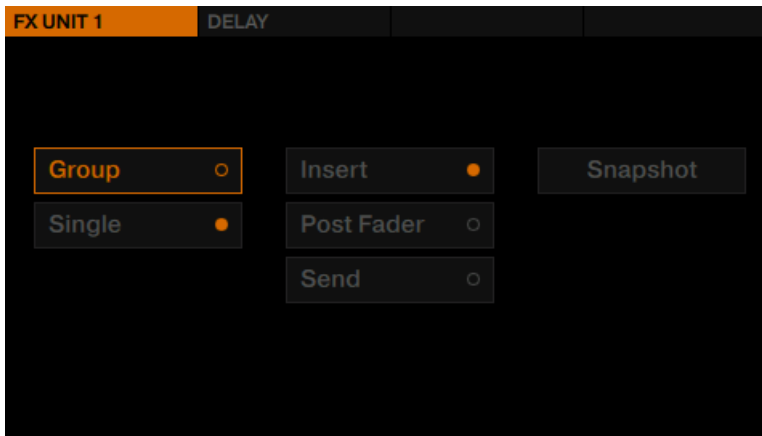 FX UNIT 1 DELAY
Group Insert Snapshot
Single Post Fader
Send